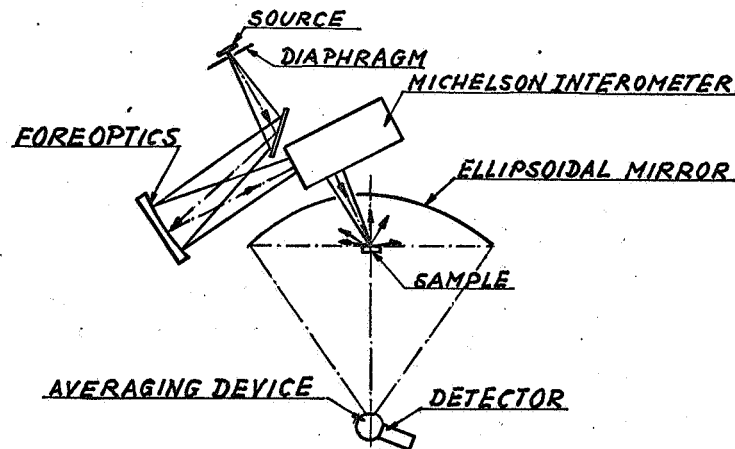 SOURCE
DIAPHRAGM
MICHELSON INTEROMETER
FOREOPTICS
ELLIPSOIDAL MIRROR
SAMPLE
AVERAGING DEVICE
DETECTOR